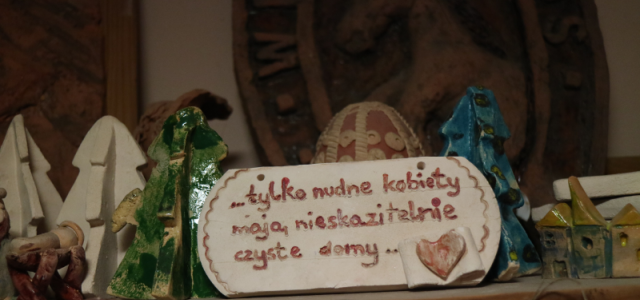 ...tylko nudne kobiety
mają nieskazitelnie
czyste domy...